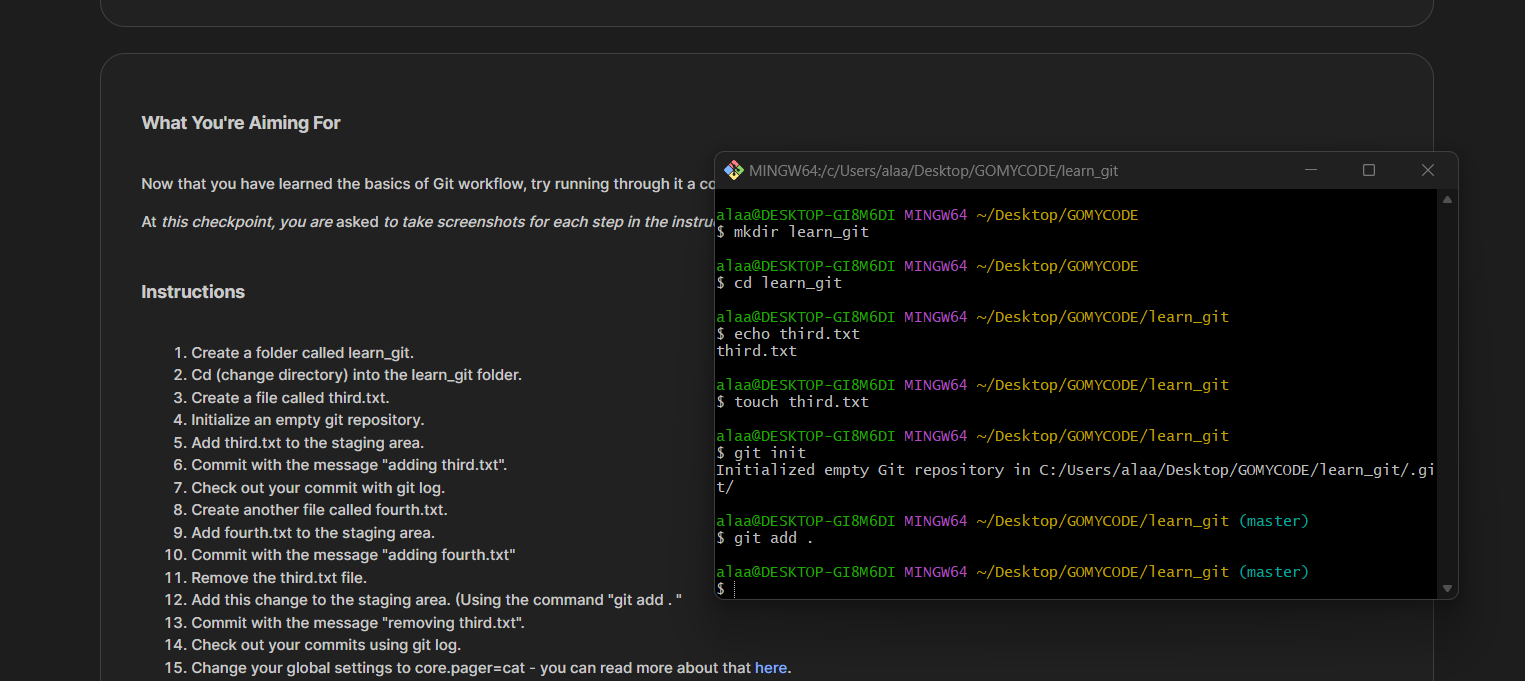 What You're Aiming For
Now that you have learned the basics of Git workflow, try running through it a co
At this checkpoint, you are asked to take screenshots for each step in the instru
Instructions
1. Create a folder called learn_git.
2. Cd (change directory) into the learn_git folder.
3. Create a file called third.txt.
4. Initialize an empty git repository.
5. Add third.txt to the staging area.
6. Commit with the message "adding third.txt".
7. Check out your commit with git log.
8. Create another file called fourth.txt.
9. Add fourth.txt to the staging area.
10. Commit with the message "adding fourth.txt"
11. Remove the third.txt file.
12. Add this change to the staging area. (Using the command "git add . "
13. Commit with the message "removing third.txt".
14. Check out your commits using git log.
15. Change your global settings to core.pager=cat - you can read more about that here.
MINGW64:/c/Users/alaa/Desktop/GOMYCODE/learn_git
alaa@DESKTOP-GI8M6DI MINGW64 ~/Desktop/GOMYCODE
$ mkdir learn_git
alaa@DESKTOP-GI8M6DI MINGW64 ~/Desktop/GOMYCODE
$ cd learn_git
alaa@DESKTOP-GI8M6DI MINGW64 ~/Desktop/GOMYCODE/learn_git
$ echo third.txt
third.txt
alaa@DESKTOP-GI8M6DI MINGW64 ~/Desktop/GOMYCODE/learn_git
$ touch third.txt
alaa@DESKTOP-GI8M6DI MINGW64 ~/Desktop/GOMYCODE/learn_git
$ git init
Initialized empty Git repository in C:/Users/alaa/Desktop/GOMYCODE/learn_git/.gi
t/
alaa@DESKTOP-GI8M6DI MINGW64 ~/Desktop/GOMYCODE/learn_git (master)
$ git add .
alaa@DESKTOP-GI8M6DI MINGW64 ~/Desktop/GOMYCODE/learn_git (master)
$